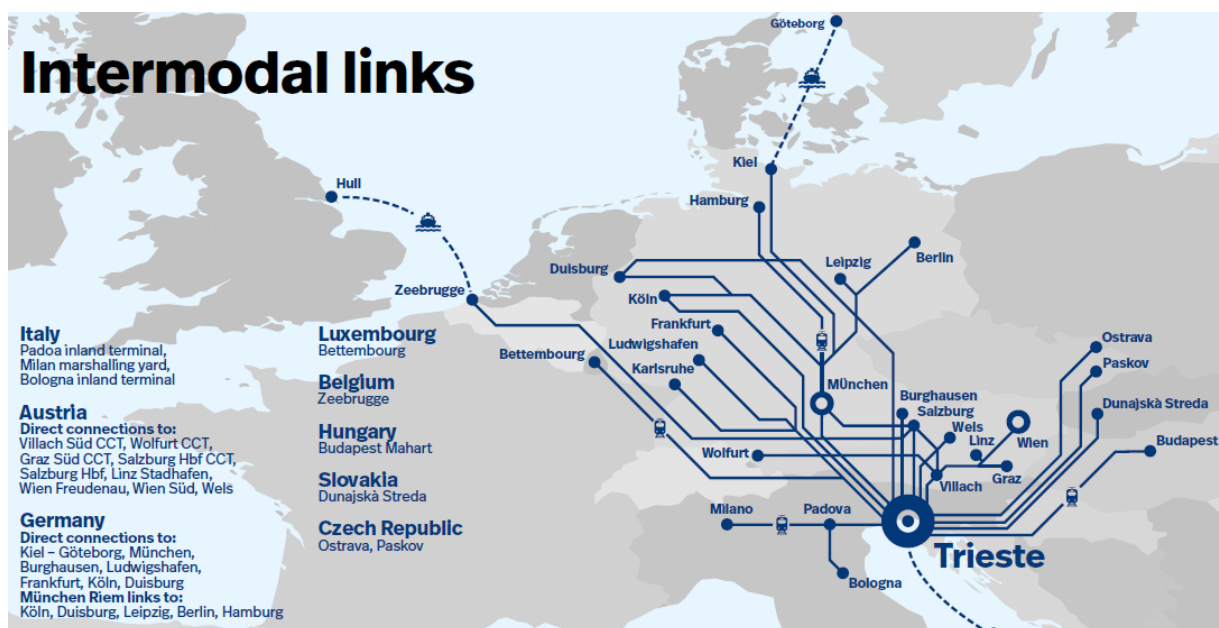 Intermodal links
Göteborg
Kiel
Hull
Hamburg
Berlin
Leipzig
Duisburg
Zeebrugge
Köln
Frankfurt
Ludwigshafen
Bettembourg
Karlsruhe
München
Ostrava
Paskov
Burghausen
Salzburg
Dunajskà Streda
Wels
Linz
Wien
Budapest
Wolfurt
Villach
Graz
Milano
Padova
Trieste
Bologna
Italy
Padoa inland terminal,
Milan marshalling yard,
Bologna inland terminal
Austria
Direct connections to:
Villach Süd CCT, Wolfurt CCT,
Graz Süd CCT, Salzburg Hbf CCT,
Salzburg Hbf, Linz Stadhafen,
Wien Freudenau, Wien Süd, Wels
Germany
Direct connections to:
Kiel – Göteborg, München,
Burghausen, Ludwigshafen,
Frankfurt, Köln, Duisburg
München Riem links to:
Köln, Duisburg, Leipzig, Berlin, Hamburg
Luxembourg
Bettembourg
Belgium
Zeebrugge
Hungary
Budapest Mahart
Slovakia
Dunajskà Streda
Czech Republic
Ostrava, Paskov